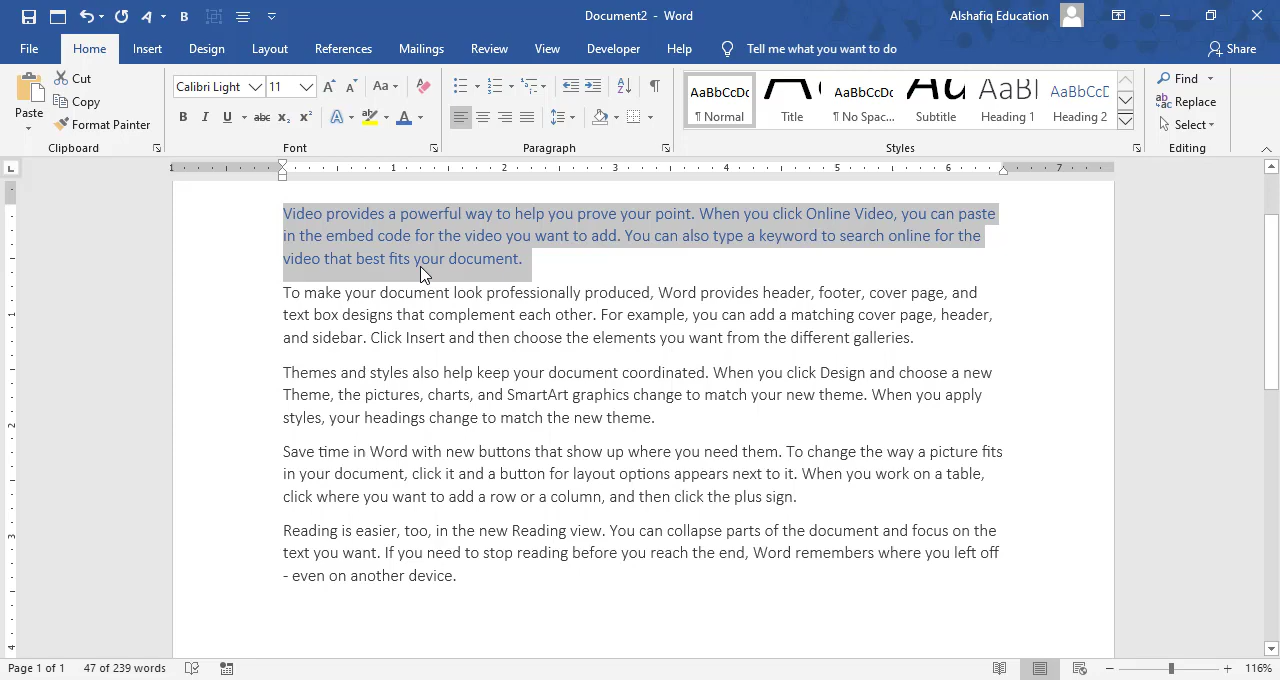 Document2 - Word
Alshafiq Education
File Home Insert Design Layout References Mailings Review View Developer Help Tell me what you want to do Share
Paste
Cut
Copy
Format Painter
Clipboard
Calibri Light 11
Font
Paragraph
AaBbCcDc
¶ Normal
Title
AaBbCcDc
¶ No Spac...
Subtitle
AaBbI
Heading 1
AaBbCcD
Heading 2
Styles
Find
Replace
Select
Editing
1 1 2 3 4 5 6 7
Video provides a powerful way to help you prove your point. When you click Online Video, you can paste
in the embed code for the video you want to add. You can also type a keyword to search online for the
video that best fits your document.
To make your document look professionally produced, Word provides header, footer, cover page, and
text box designs that complement each other. For example, you can add a matching cover page, header,
and sidebar. Click Insert and then choose the elements you want from the different galleries.
Themes and styles also help keep your document coordinated. When you click Design and choose a new
Theme, the pictures, charts, and SmartArt graphics change to match your new theme. When you apply
styles, your headings change to match the new theme.
Save time in Word with new buttons that show up where you need them. To change the way a picture fits
in your document, click it and a button for layout options appears next to it. When you work on a table,
click where you want to add a row or a column, and then click the plus sign.
Reading is easier, too, in the new Reading view. You can collapse parts of the document and focus on the
text you want. If you need to stop reading before you reach the end, Word remembers where you left off
- even on another device.
Page 1 of 1 47 of 239 words 116%